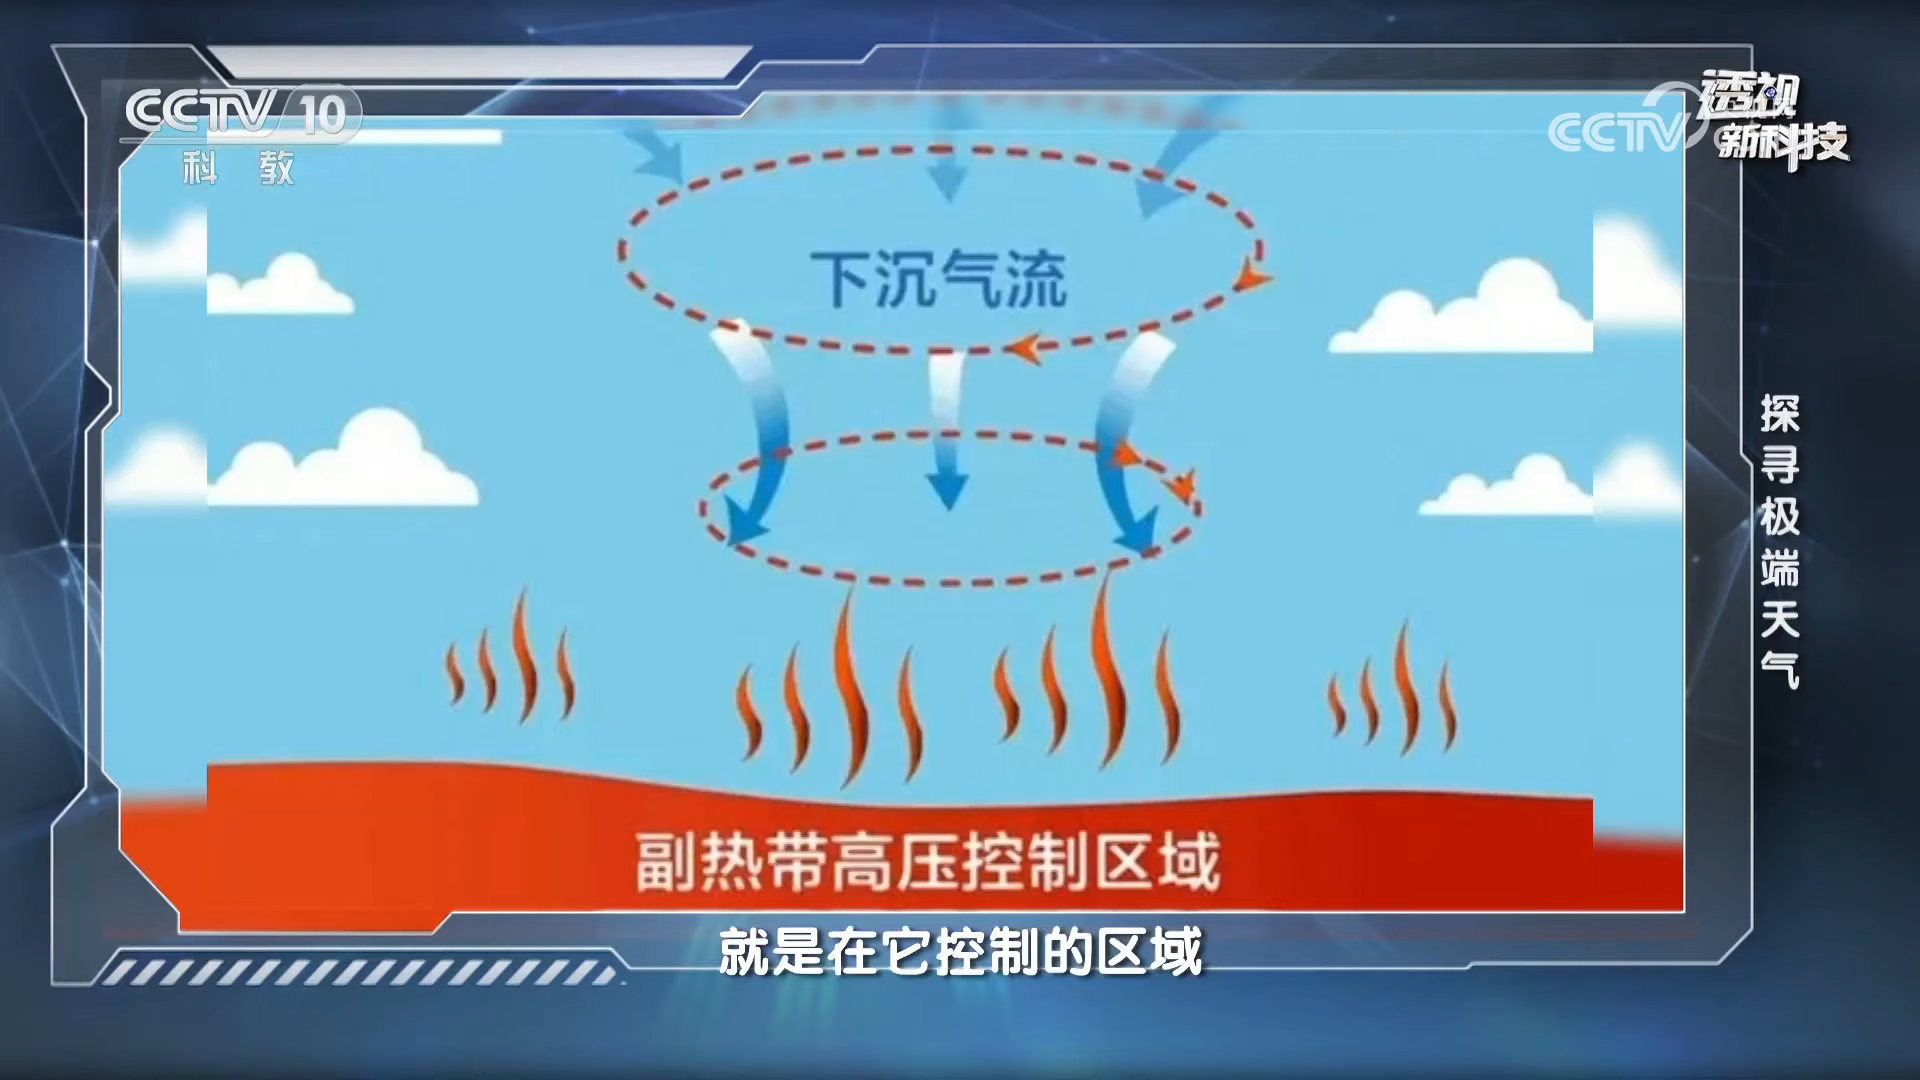 CCTV 10
科教
CCTV
透视
新科技
下沉气流
探寻极端天气
副热带高压控制区域
就是在它控制的区域